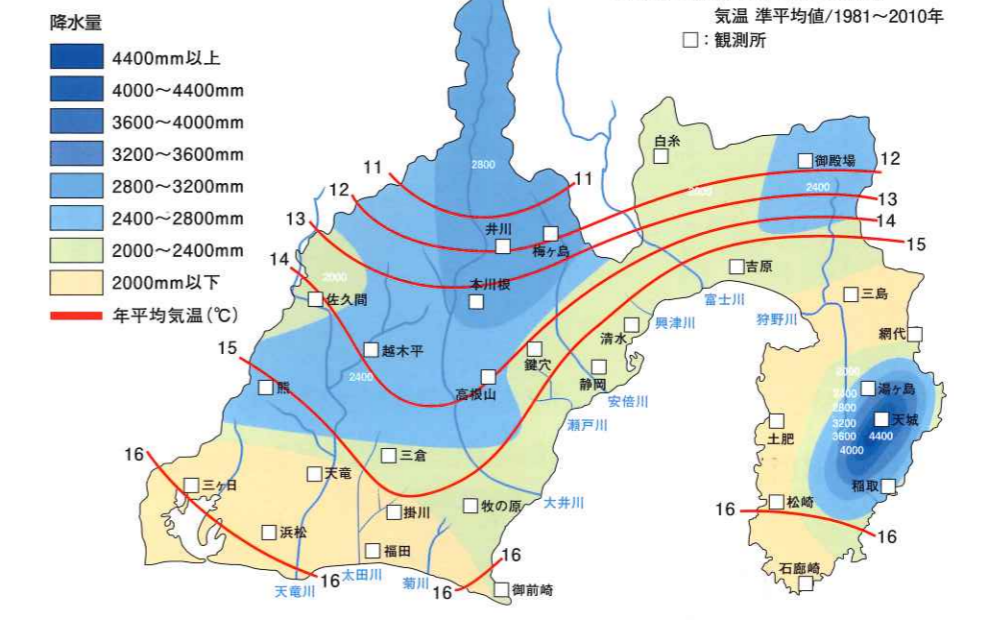 気温 準平均値/1981～2010年
□：観測所
降水量
4400mm以上
4000～4400mm
3600～4000mm
3200～3600mm
2800～3200mm
2400～2800mm
2000～2400mm
2000mm以下
年平均気温（℃）
2800
白糸
御殿場
12
2400
11
11
12
13
13
14
15
井川
梅ヶ島
14
2000
佐久間
本川根
吉原
富士川
三島
狩野川
興津川
清水
網代
15
越木平
2400
鍵穴
静岡
熊
高根山
安倍川
瀬戸川
湯ヶ島
2400
2800
天城
3200
3600
4400
4000
土肥
16
三倉
三ヶ日
天竜
稲取
大井川
牧の原
掛川
松崎
16
浜松
16
福田
16
石廊崎
16
太田川
天竜川
菊川
16
御前崎